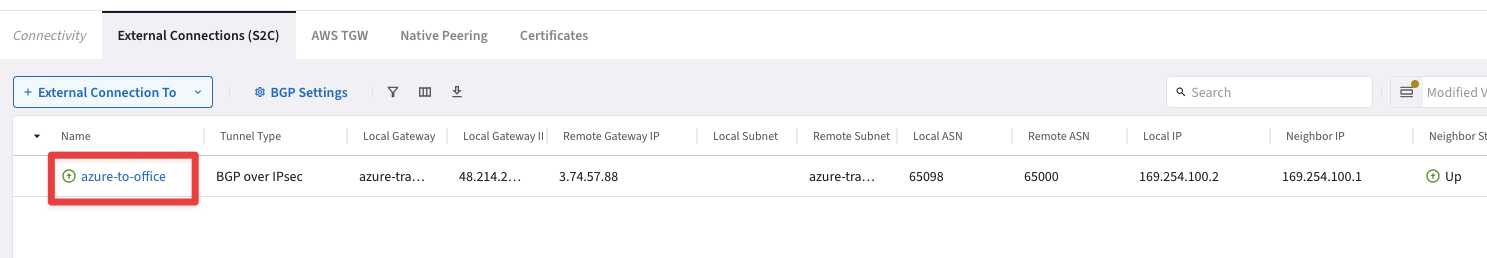 Connectivity External Connections (S2C) AWS TGW Native Peering Certificates
+ External Connection To BGP Settings Search Modified V
Name Tunnel Type Local Gateway Local Gateway II Remote Gateway IP Local Subnet Remote Subnet Local ASN Remote ASN Local IP Neighbor IP Neighbor St
azure-to-office BGP over IPsec azure-tra... 48.214.2... 3.74.57.88 azure-tra... 65098 65000 169.254.100.2 169.254.100.1 Up